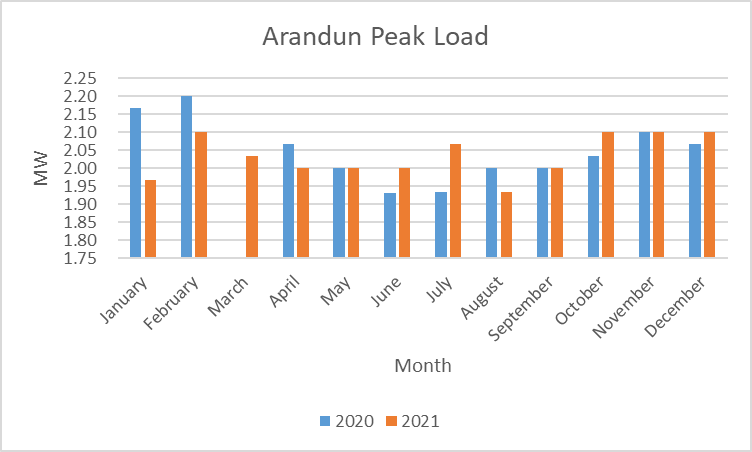 Arandun Peak Load
MW
2.25
2.20
2.15
2.10
2.05
2.00
1.95
1.90
1.85
1.80
1.75
January
February
March
April
May
June
July
August
September
October
November
December
Month
2020
2021